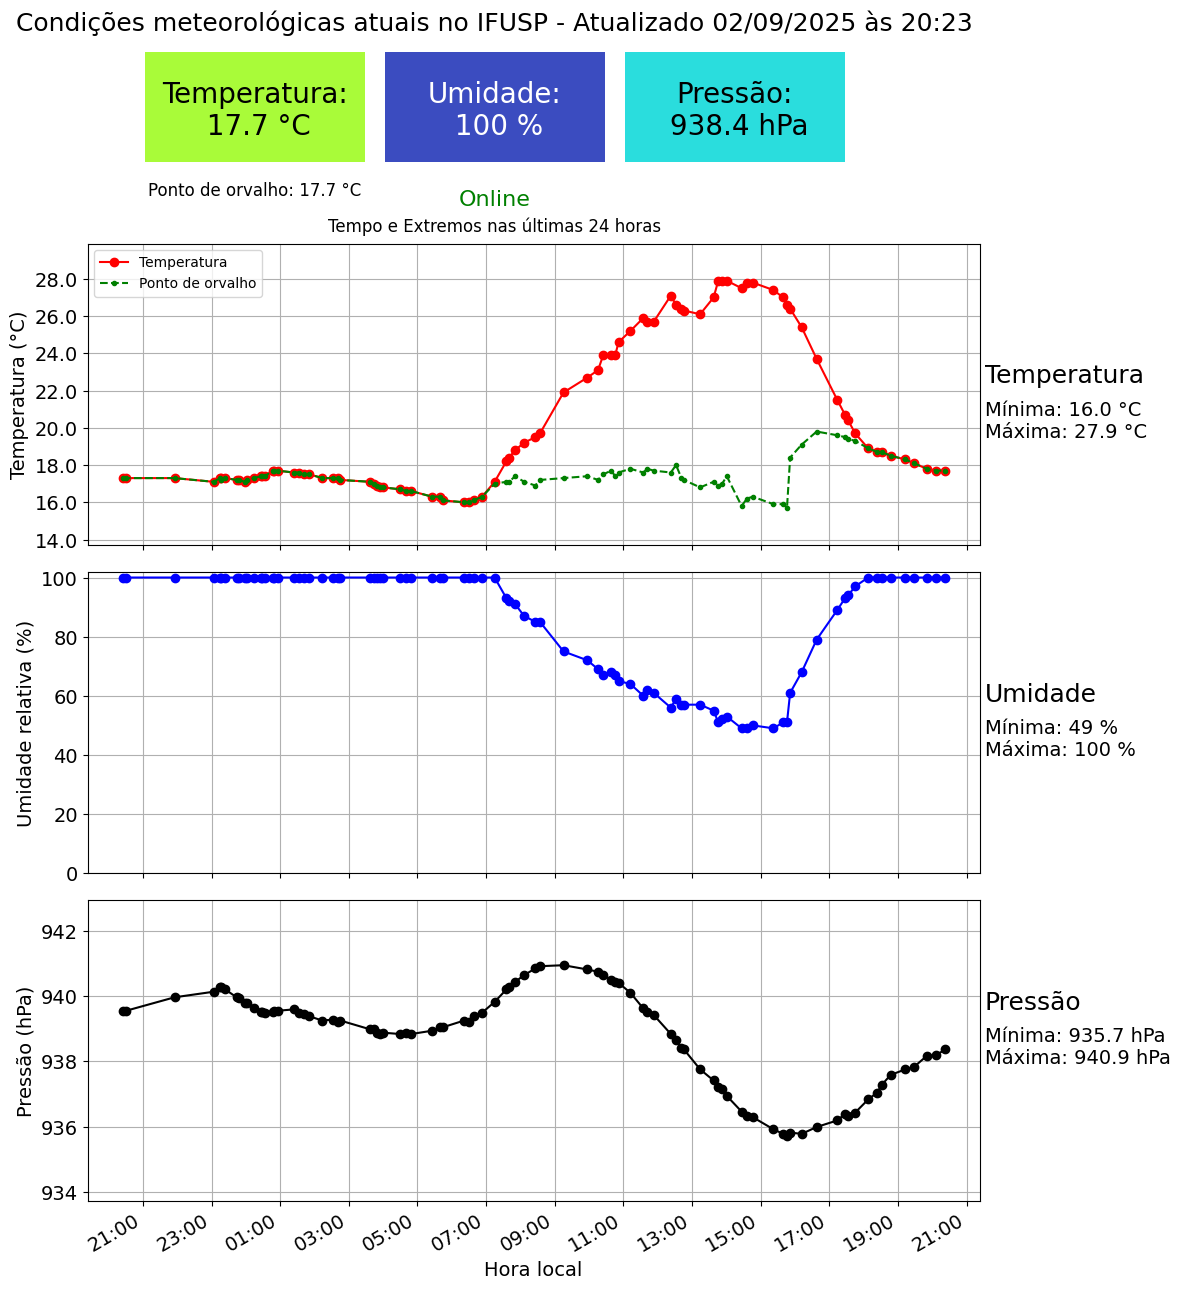 Condições meteorológicas atuais no IFUSP - Atualizado 02/09/2025 às 20:23
Temperatura:
17.7 °C
Umidade:
100 %
Pressão:
938.4 hPa
Ponto de orvalho: 17.7 °C
Online
Tempo e Extremos nas últimas 24 horas
Temperatura
Ponto de orvalho
Temperatura (°C)
28.0
26.0
24.0
22.0
20.0
18.0
16.0
14.0
Temperatura
Mínima: 16.0 °C
Máxima: 27.9 °C
Umidade relativa (%)
100
80
60
40
20
0
Umidade
Mínima: 49 %
Máxima: 100 %
Pressão (hPa)
942
940
938
936
934
Pressão
Mínima: 935.7 hPa
Máxima: 940.9 hPa
21:00 23:00 01:00 03:00 05:00 07:00 09:00 11:00 13:00 15:00 17:00 19:00 21:00
Hora local